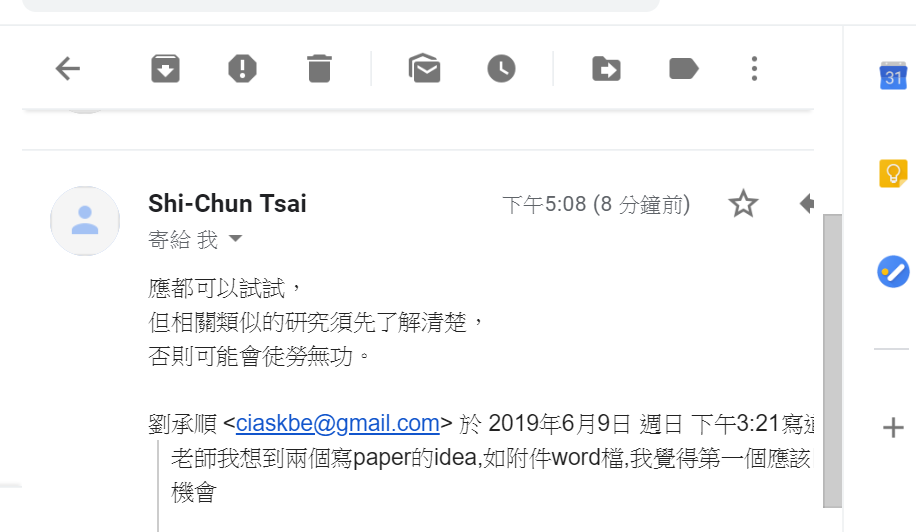 31
Shi-Chun Tsai
下午5:08 (8 分鐘前)
寄給 我
應都可以試試，
但相關類似的研究須先了解清楚，
否則可能會徒勞無功。
劉承順 <ciaskbe@gmail.com> 於 2019年6月9日 週日 下午3:21寫道
老師我想到兩個寫paper的idea,如附件word檔,我覺得第一個應該
機會